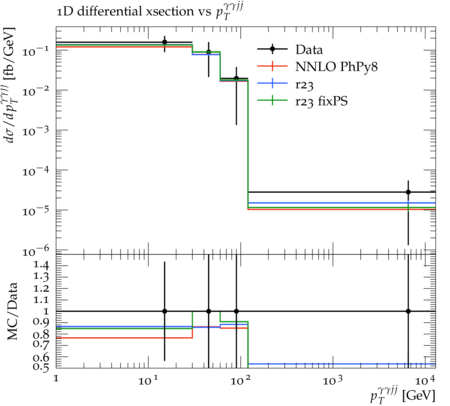 1D differential xsection vs p_T^{γγjj}
dσ/dp_T^{γγjj} [fb/GeV]
Data
NNLO PhPy8
r23
r23 fixPS
10^{-1}
10^{-2}
10^{-3}
10^{-4}
10^{-5}
10^{-6}
MC/Data
1.4
1.3
1.2
1.1
1
0.9
0.8
0.7
0.6
0.5
1 10^1 10^2 10^3 10^4
p_T^{γγjj} [GeV]